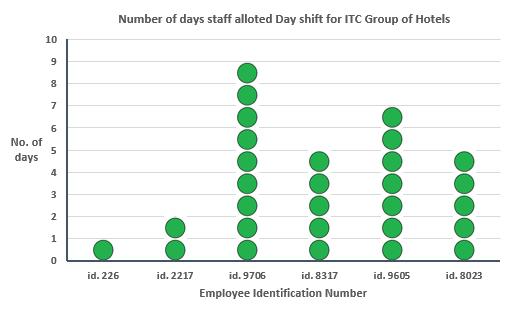 Number of days staff alloted Day shift for ITC Group of Hotels
10
9
8
7
6
5
4
3
2
1
0
No. of
days
id. 226 id. 2217 id. 9706 id. 8317 id. 9605 id. 8023
Employee Identification Number